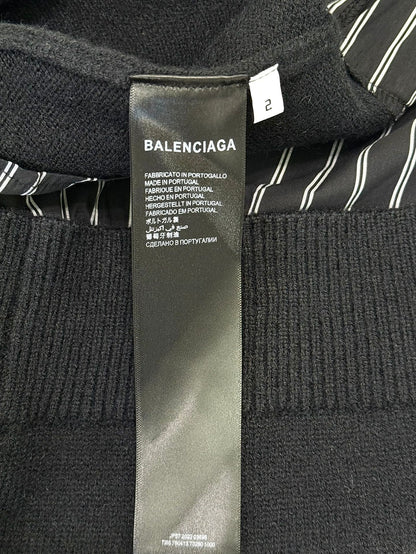 2
BALENCIAGA
FABBRICATO IN PORTOGALLO
MADE IN PORTUGAL
FABRIQUE EN PORTUGAL
HECHO EN PORTUGAL
HERGESTELLT IN PORTUGAL
FABRICADO EM PORTUGAL
ポルトガル製
صنع في
葡萄牙制造
СДЕЛАНО В ПОРТУГАЛИИ